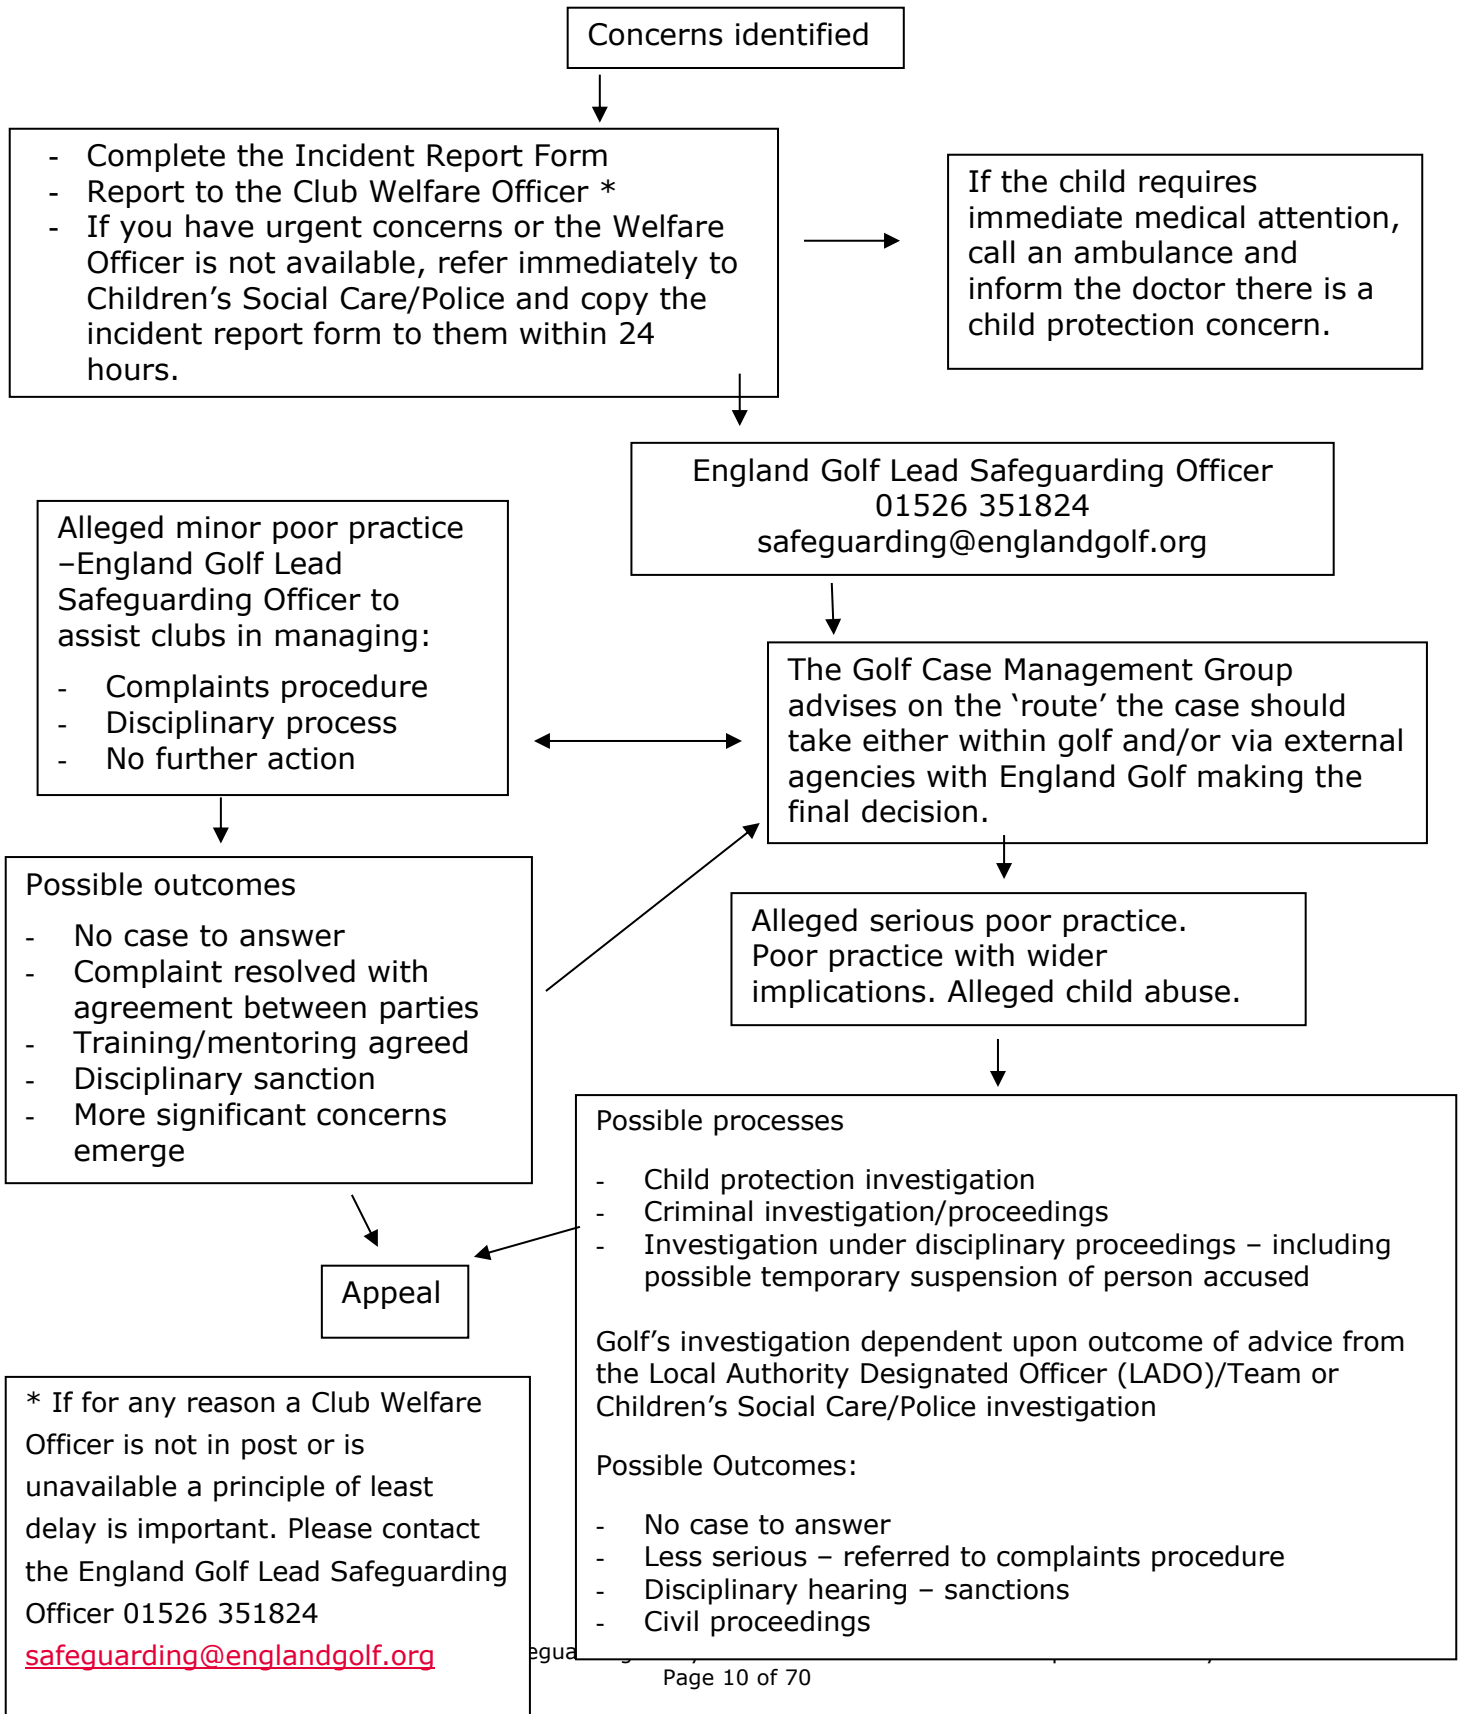 Concerns identified
- Complete the Incident Report Form
- Report to the Club Welfare Officer *
- If you have urgent concerns or the Welfare
Officer is not available, refer immediately to
Children’s Social Care/Police and copy the
incident report form to them within 24
hours.
If the child requires
immediate medical attention,
call an ambulance and
inform the doctor there is a
child protection concern.
England Golf Lead Safeguarding Officer
01526 351824
safeguarding@englandgolf.org
Alleged minor poor practice
–England Golf Lead
Safeguarding Officer to
assist clubs in managing:
- Complaints procedure
- Disciplinary process
- No further action
The Golf Case Management Group
advises on the ‘route’ the case should
take either within golf and/or via external
agencies with England Golf making the
final decision.
Possible outcomes
- No case to answer
- Complaint resolved with
agreement between parties
- Training/mentoring agreed
- Disciplinary sanction
- More significant concerns
emerge
Alleged serious poor practice.
Poor practice with wider
implications. Alleged child abuse.
Possible processes
- Child protection investigation
- Criminal investigation/proceedings
- Investigation under disciplinary proceedings – including
possible temporary suspension of person accused
Golf’s investigation dependent upon outcome of advice from
the Local Authority Designated Officer (LADO)/Team or
Children’s Social Care/Police investigation
Possible Outcomes:
- No case to answer
- Less serious – referred to complaints procedure
- Disciplinary hearing – sanctions
- Civil proceedings
Appeal
* If for any reason a Club Welfare
Officer is not in post or is
unavailable a principle of least
delay is important. Please contact
the England Golf Lead Safeguarding
Officer 01526 351824
safeguarding@englandgolf.org
Page 10 of 70